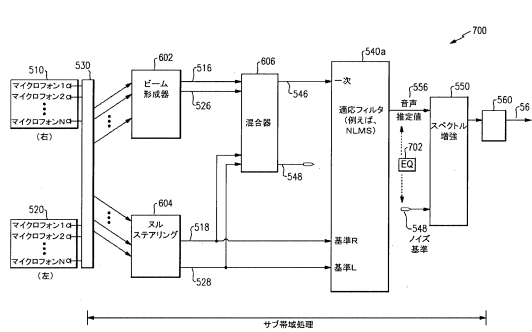 700
510
530
602
516
606
540a
マイクロフォン1
マイクロフォン2
マイクロフォンN
(右)
ビーム
形成器
526
混合器
546
548
一次
適応フィルタ
(例えば、
NLMS)
556
音声
推定値
550
スペクトル
増強
560
56
702
EQ
548
ノイズ
基準
520
マイクロフォン1
マイクロフォン2
マイクロフォンN
(左)
604
ヌル
ステアリング
518
528
基準R
基準L
サブ帯域処理